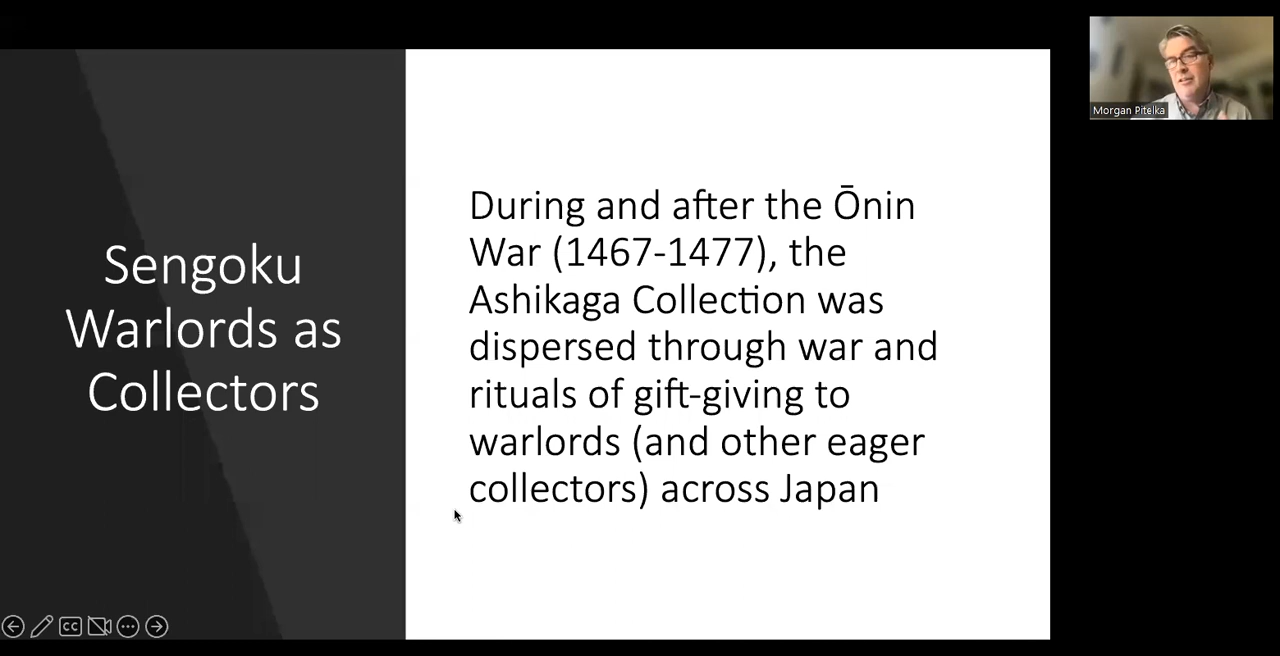 Sengoku
Warlords as
Collectors
During and after the Ōnin
War (1467-1477), the
Ashikaga Collection was
dispersed through war and
rituals of gift-giving to
warlords (and other eager
collectors) across Japan
Morgan Pitelka
CC